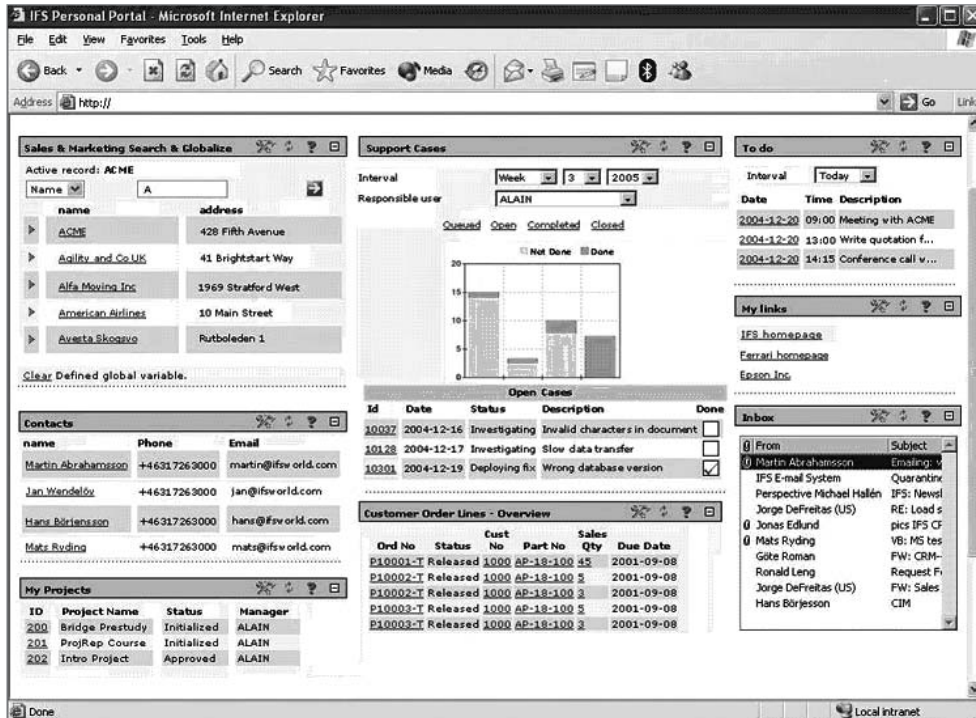 IFS Personal Portal - Microsoft Internet Explorer
File Edit View Favorites Tools Help
Back Search Favorites Media
Address http:// Go Link
Sales & Marketing Search & Globalize
Active record: ACME
Name A
name address
ACME 428 Fifth Avenue
Agility and Co UK 41 Brightstart Way
Alfa Moving Inc 1969 Stratford West
American Airlines 10 Main Street
Avesta Skogsvo Rutboleden 1
Clear Defined global variable.
Contacts
name Phone Email
Martin Abrahamsson +46317263000 martin@ifsworld.com
Jan Wendelöv +46317263000 jan@ifsworld.com
Hans Börjensson +46317263000 hans@ifsworld.com
Mats Ryding +46317263000 mats@ifsworld.com
My Projects
ID Project Name Status Manager
200 Bridge Prestudy Initialized ALAIN
201 ProjRep Course Initialized ALAIN
202 Intro Project Approved ALAIN
Support Cases
Interval Week 3 2005
Responsible user ALAIN
Queued Open Completed Closed
Not Done Done
20
15
10
5
0
Open Cases
Id Date Status Description Done
10037 2004-12-16 Investigating Invalid characters in document
10128 2004-12-17 Investigating Slow data transfer
10301 2004-12-19 Deploying fix Wrong database version
Customer Order Lines - Overview
Ord No Status Cust No Part No Sales Qty Due Date
P10001-T Released 1000 AP-18-100 45 2001-09-08
P10002-T Released 1000 AP-18-100 3 2001-09-08
P10003-T Released 1000 AP-18-100 5 2001-09-08
P10003-T Released 1000 AP-18-100 3 2001-09-08
To do
Interval Today
Date Time Description
2004-12-20 09:00 Meeting with ACME
2004-12-20 13:00 Write quotation f...
2004-12-20 14:15 Conference call w...
My links
IFS homepage
Ferrari homepage
Epson Inc.
Inbox
From Subject
Martin Abrahamsson Emailing: v
IFS E-mail System Quarantine
Perspective Michael Hallén IFS: Newsl
Jorge DeFreitas (US) RE: Load s
Jonas Edlund pics IFS CF
Mats Ryding VB: MS tes
Göte Roman FW: CRM-
Ronald Leng Request Fe
Jorge DeFreitas (US) FW: Sales
Hans Börjesson CIM
Done Local intranet